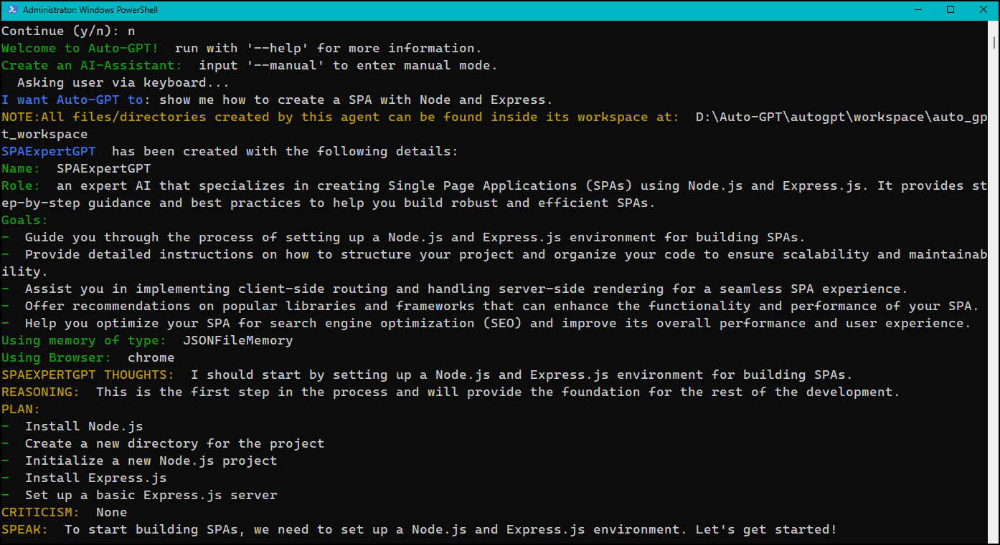 Administrator: Windows PowerShell
Continue (y/n): n
Welcome to Auto-GPT!  run with '--help' for more information.
Create an AI-Assistant:  input '--manual' to enter manual mode.
  Asking user via keyboard...
I want Auto-GPT to: show me how to create a SPA with Node and Express.
NOTE:All files/directories created by this agent can be found inside its workspace at:  D:\Auto-GPT\autogpt\workspace\auto_gp
t_workspace
SPAExpertGPT  has been created with the following details:
Name:  SPAExpertGPT
Role:  an expert AI that specializes in creating Single Page Applications (SPAs) using Node.js and Express.js. It provides st
ep-by-step guidance and best practices to help you build robust and efficient SPAs.
Goals:
-  Guide you through the process of setting up a Node.js and Express.js environment for building SPAs.
-  Provide detailed instructions on how to structure your project and organize your code to ensure scalability and maintainab
ility.
-  Assist you in implementing client-side routing and handling server-side rendering for a seamless SPA experience.
-  Offer recommendations on popular libraries and frameworks that can enhance the functionality and performance of your SPA.
-  Help you optimize your SPA for search engine optimization (SEO) and improve its overall performance and user experience.
Using memory of type:  JSONFileMemory
Using Browser:  chrome
SPAEXPERTGPT THOUGHTS:  I should start by setting up a Node.js and Express.js environment for building SPAs.
REASONING:  This is the first step in the process and will provide the foundation for the rest of the development.
PLAN:
-  Install Node.js
-  Create a new directory for the project
-  Initialize a new Node.js project
-  Install Express.js
-  Set up a basic Express.js server
CRITICISM:  None
SPEAK:  To start building SPAs, we need to set up a Node.js and Express.js environment. Let's get started!